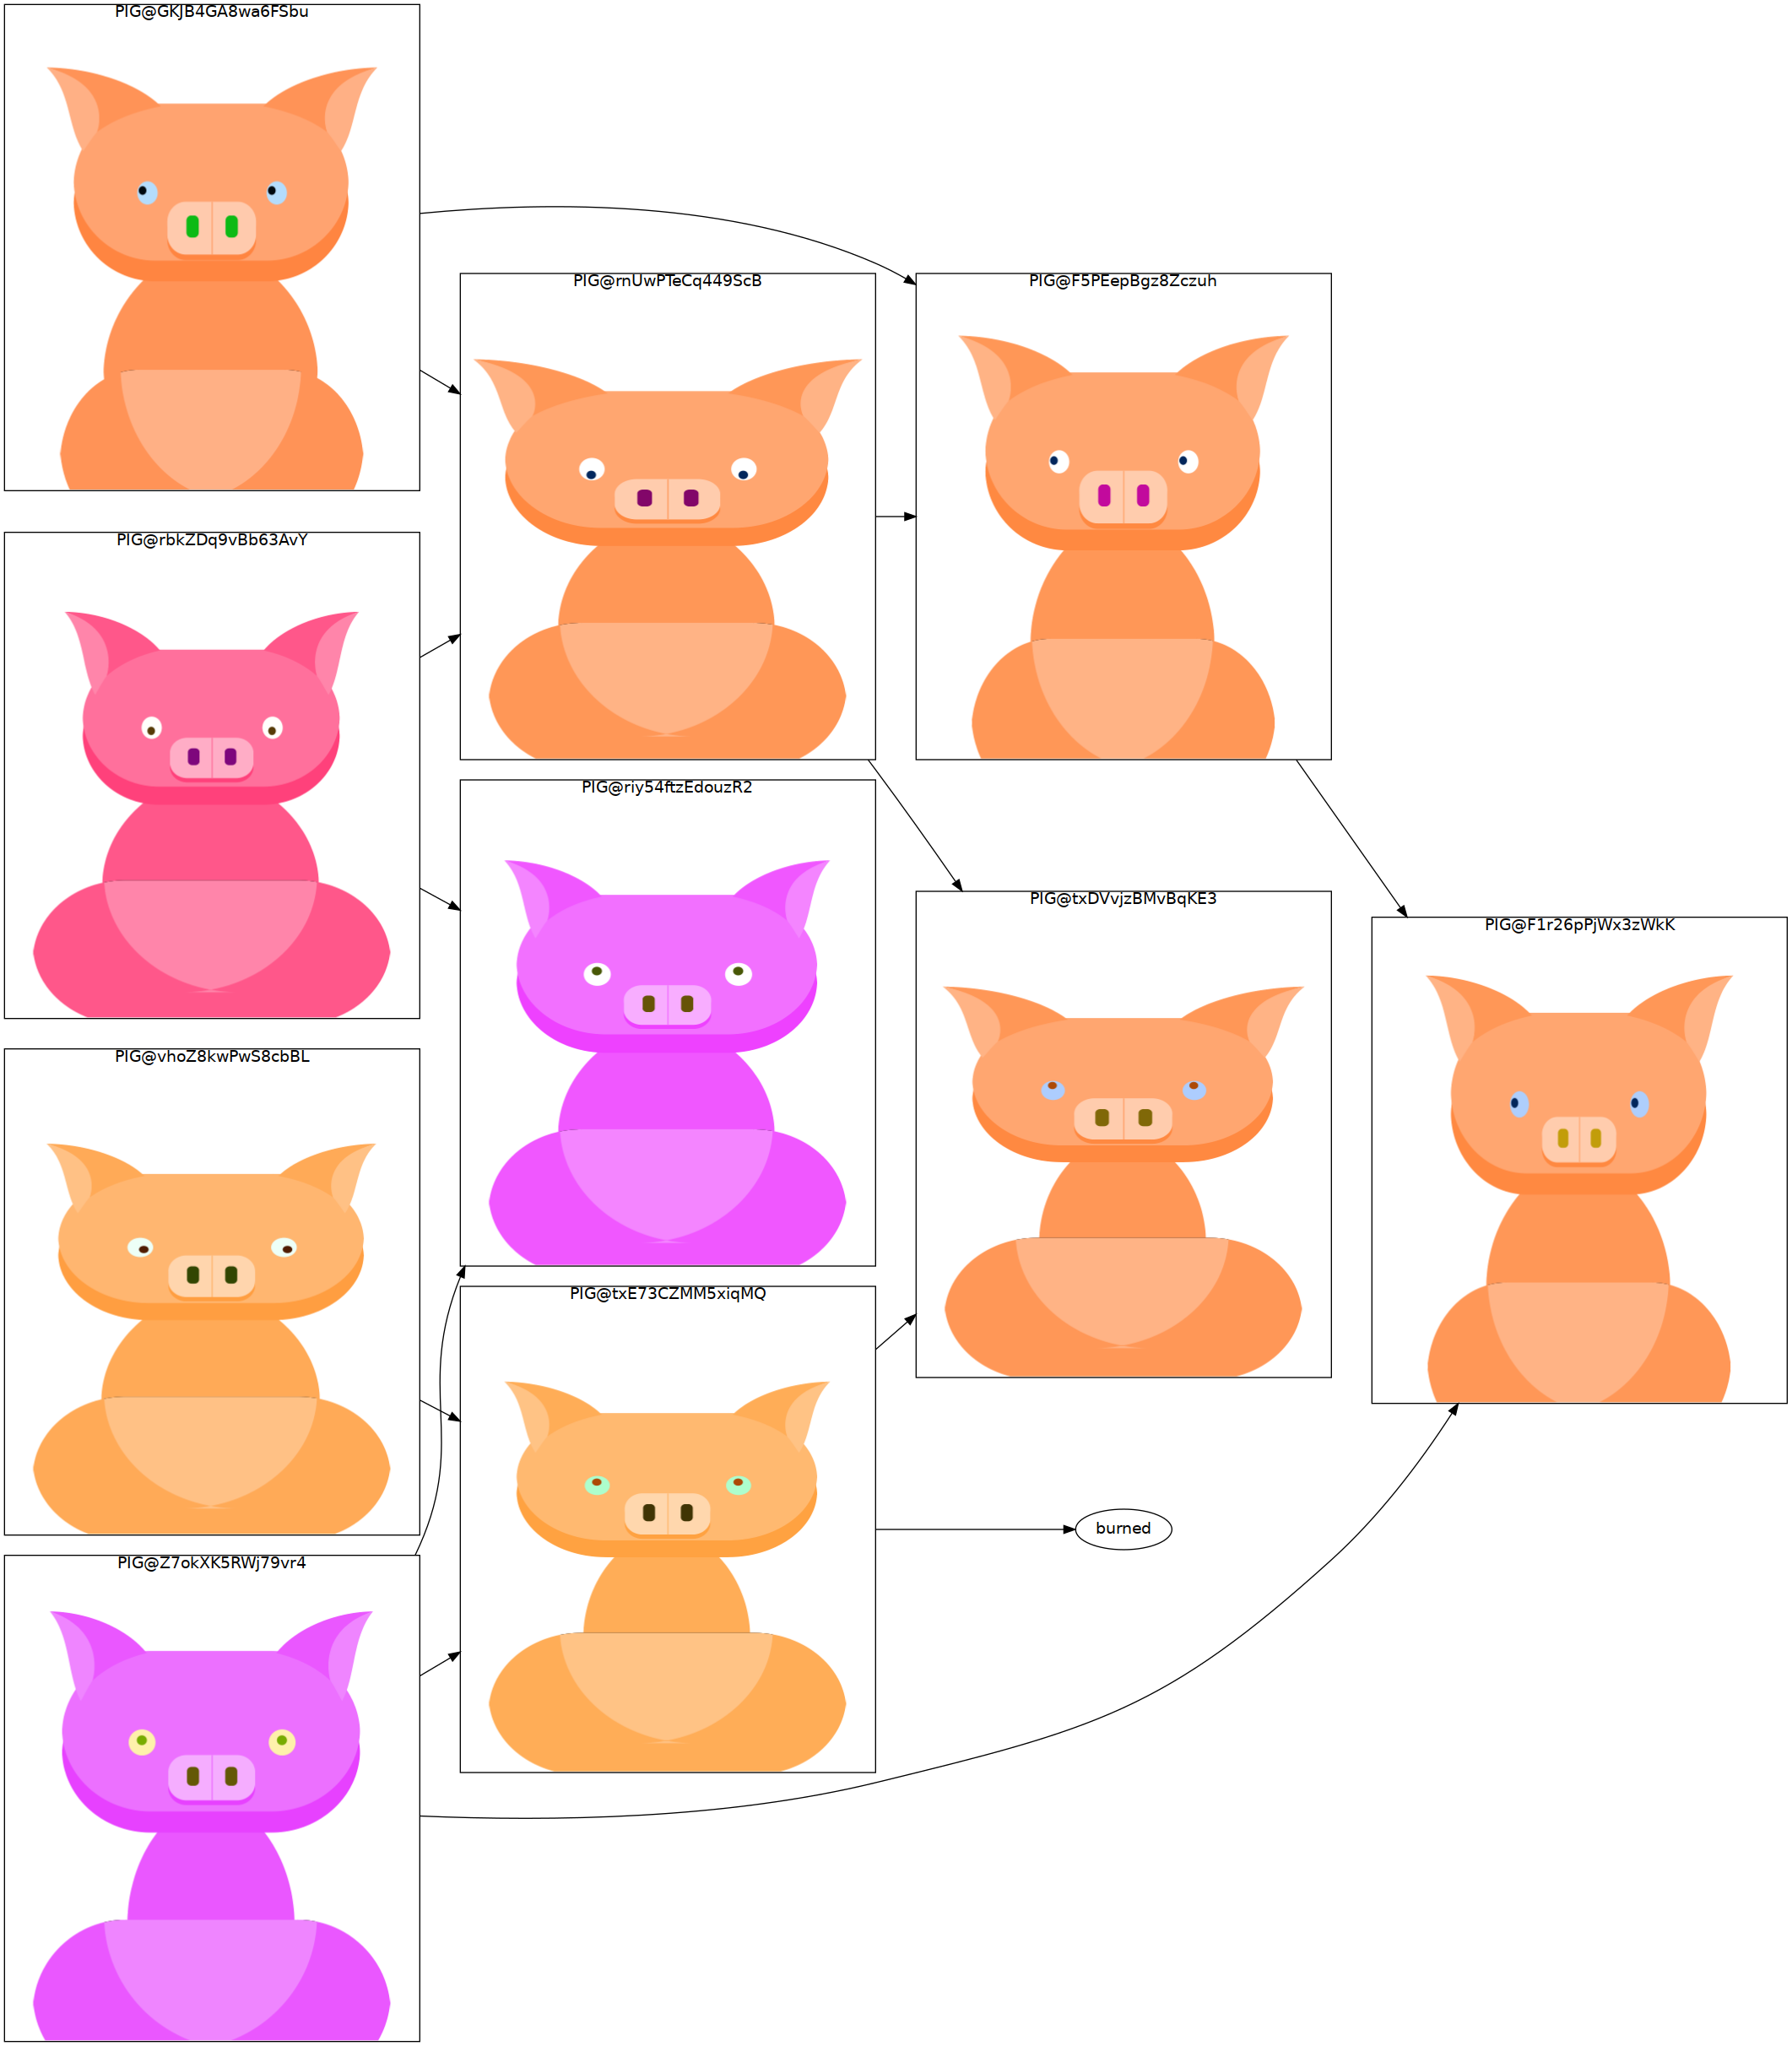 PIG@GKJB4GA8wa6FSbu
PIG@rnUwPTeCq449ScB
PIG@F5PEepBgz8Zczuh
PIG@rbkZDq9vBb63AvY
PIG@riy54ftzEdouzR2
PIG@txDVvjzBMvBqKE3
PIG@F1r26pPjWx3zWkK
PIG@vhoZ8kwPwS8cbBL
PIG@txE73CZMM5xiqMQ
burned
PIG@Z7okXK5RWj79vr4